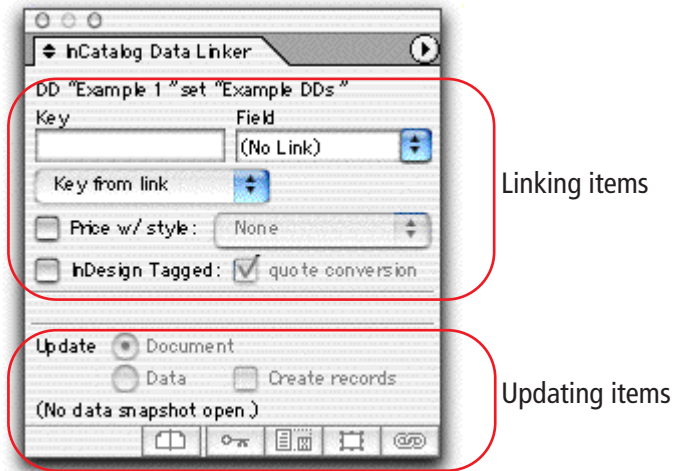 InCatalog Data Linker
DD "Example 1 "set "Example DDs "
Key Field
(No Link)
Key from link
Price w/ style: None
InDesign Tagged: quote conversion
Linking items
Update Document
Data Create records
(No data snapshot open.)
Updating items